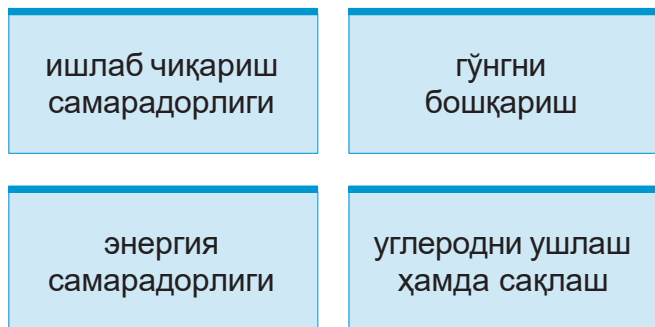 ишлаб чиқариш
самарадорлиги
гўнгни
бошқариш
энергия
самарадорлиги
углеродни ушлаш
ҳамда сақлаш